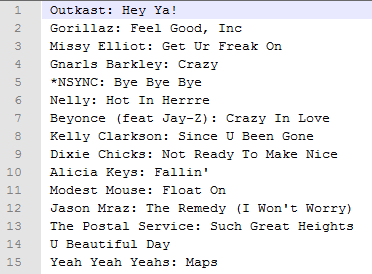 1 Outkast: Hey Ya!
2 Gorillaz: Feel Good, Inc
3 Missy Elliot: Get Ur Freak On
4 Gnarls Barkley: Crazy
5 *NSYNC: Bye Bye Bye
6 Nelly: Hot In Herrre
7 Beyonce (feat Jay-Z): Crazy In Love
8 Kelly Clarkson: Since U Been Gone
9 Dixie Chicks: Not Ready To Make Nice
10 Alicia Keys: Fallin'
11 Modest Mouse: Float On
12 Jason Mraz: The Remedy (I Won't Worry)
13 The Postal Service: Such Great Heights
14 U Beautiful Day
15 Yeah Yeah Yeahs: Maps